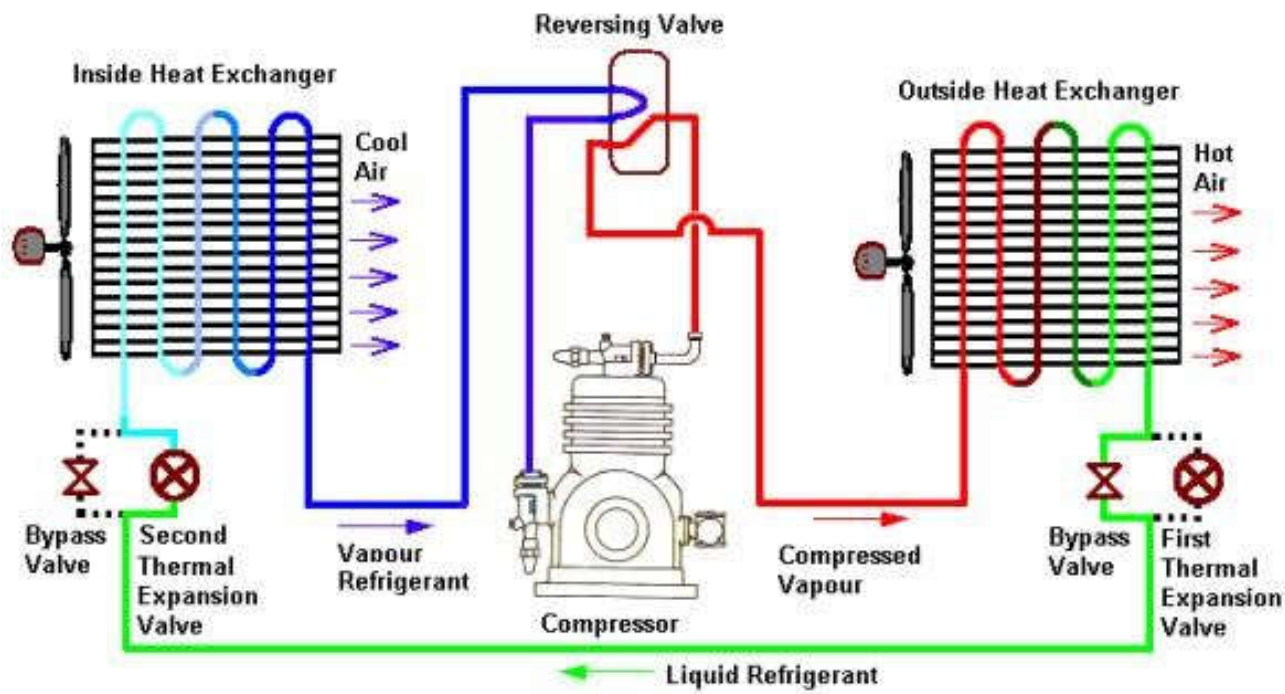 Reversing Valve
Inside Heat Exchanger
Outside Heat Exchanger
Cool
Air
Hot
Air
Bypass
Valve
Second
Thermal
Expansion
Valve
Vapour
Refrigerant
Compressor
Compressed
Vapour
Bypass
Valve
First
Thermal
Expansion
Valve
Liquid Refrigerant